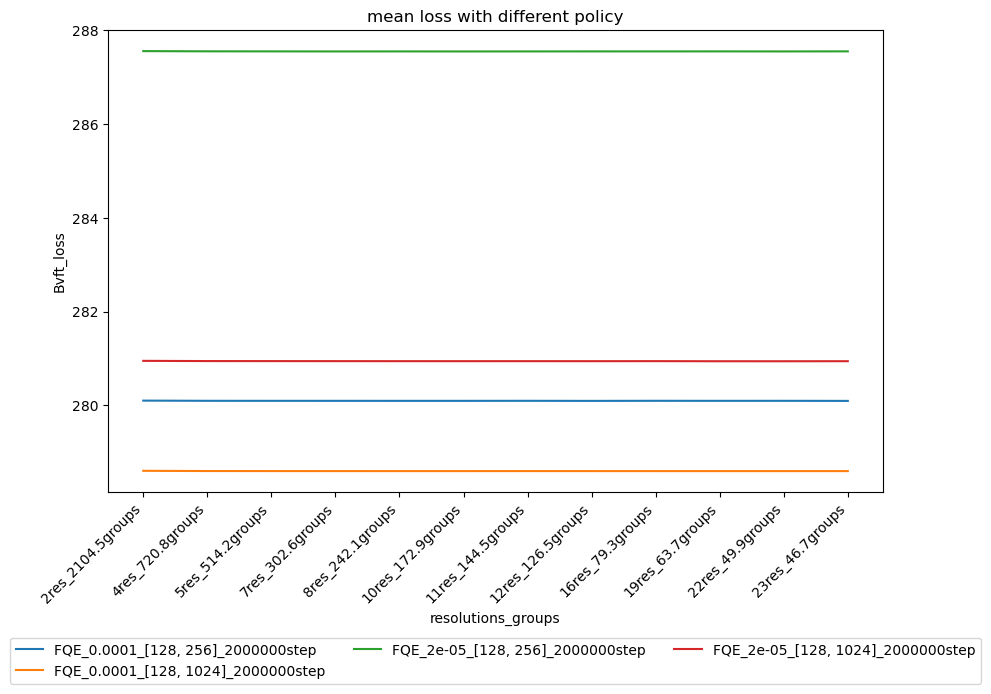 mean loss with different policy
288
286
284
282
280
Bvft_loss
2res_2104.5groups
4res_720.8groups
5res_514.2groups
7res_302.6groups
8res_242.1groups
10res_172.9groups
11res_144.5groups
12res_126.5groups
16res_79.3groups
19res_63.7groups
22res_49.9groups
23res_46.7groups
resolutions_groups
FQE_0.0001_[128, 256]_2000000step
FQE_0.0001_[128, 1024]_2000000step
FQE_2e-05_[128, 256]_2000000step
FQE_2e-05_[128, 1024]_2000000step